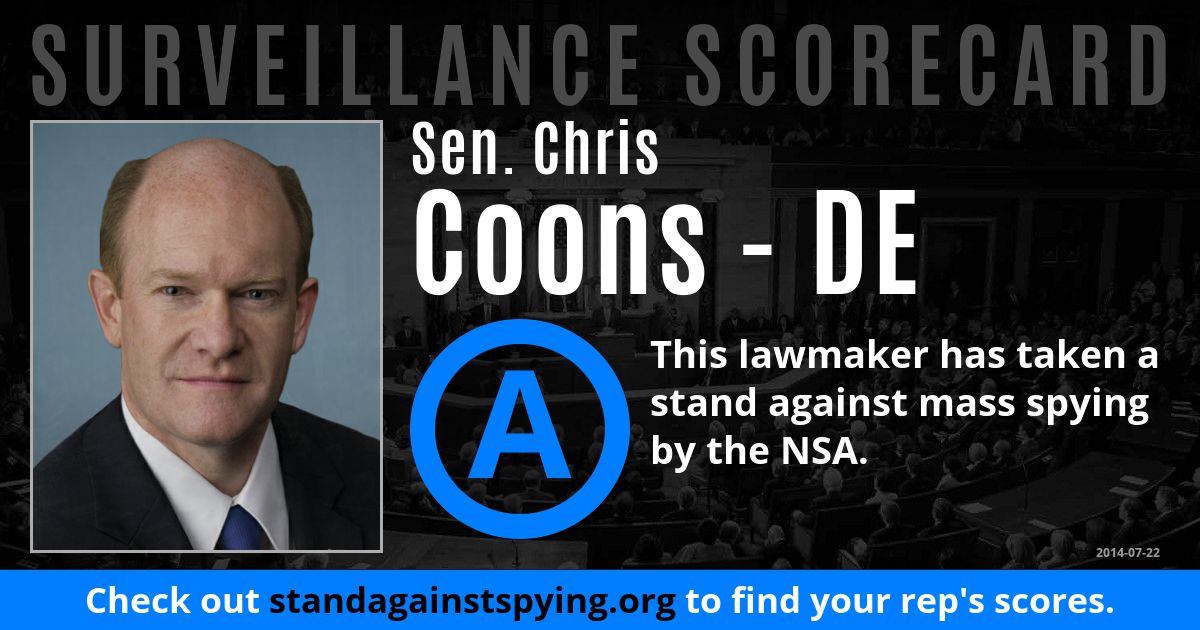 SURVEILLANCE SCORECARD
Sen. Chris
Coons - DE
A
This lawmaker has taken a
stand against mass spying
by the NSA.
2014-07-22
Check out standagainstspying.org to find your rep's scores.